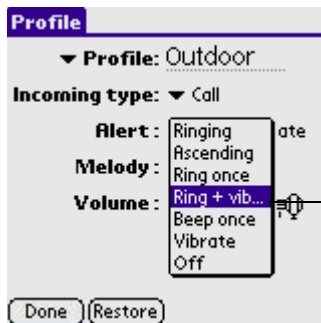 Profile
Profile: Outdoor
Incoming type: Call
Alert: Ringing ate
Ascending
Melody: Ring once
Volume: Ring + vib...
Beep once
Vibrate
Off
Done Restore